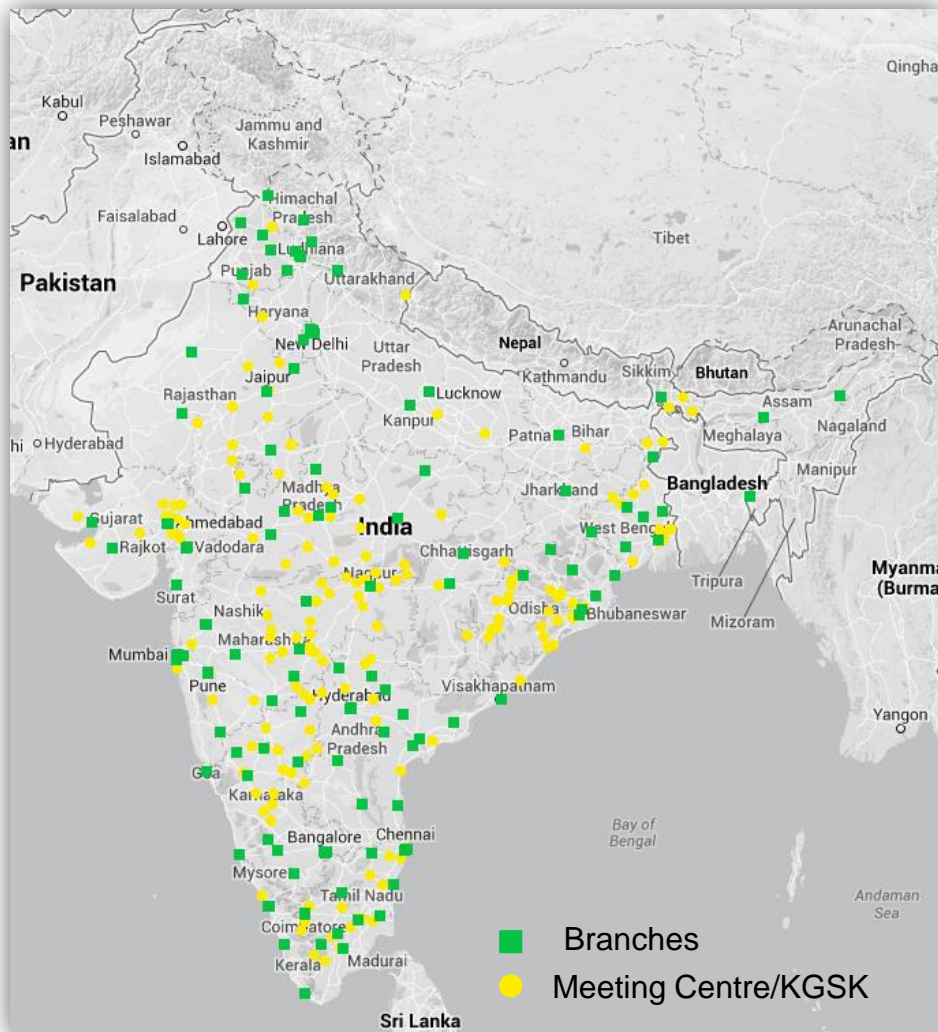 Qingha
Kabul
Peshawar
an
Jammu and
Kashmir
Islamabad
Himachal
Pradesh
Faisalabad
Lahore
Tibet
Ludhiana
Punjab
Uttarakhand
Pakistan
Haryana
New Delhi
Nepal
Arunachal
Pradesh
Uttar
Pradesh
Kathmandu
Sikkim
Bhutan
Jaipur
Rajasthan
Lucknow
Assam
Kanpur
Patna
Bihar
Meghalaya
Nagaland
hi
Hyderabad
Manipur
Madhya
Pradesh
Jharkhand
Bangladesh
Gujarat
Ahmedabad
India
West Bengal
Rajkot
Vadodara
Chhattisgarh
Nagpur
Myanma
(Burma
Surat
Tripura
Nashik
Odisha
Bhubaneswar
Mizoram
Maharashtra
Mumbai
Pune
Hyderabad
Visakhapatnam
Yangon
Andhra
Pradesh
Goa
Karnataka
Bay of
Bengal
Bangalore
Chennai
Mysore
Tamil Nadu
Andaman
Sea
Coimbatore
Branches
Kerala
Madurai
Meeting Centre/KGSK
Sri Lanka